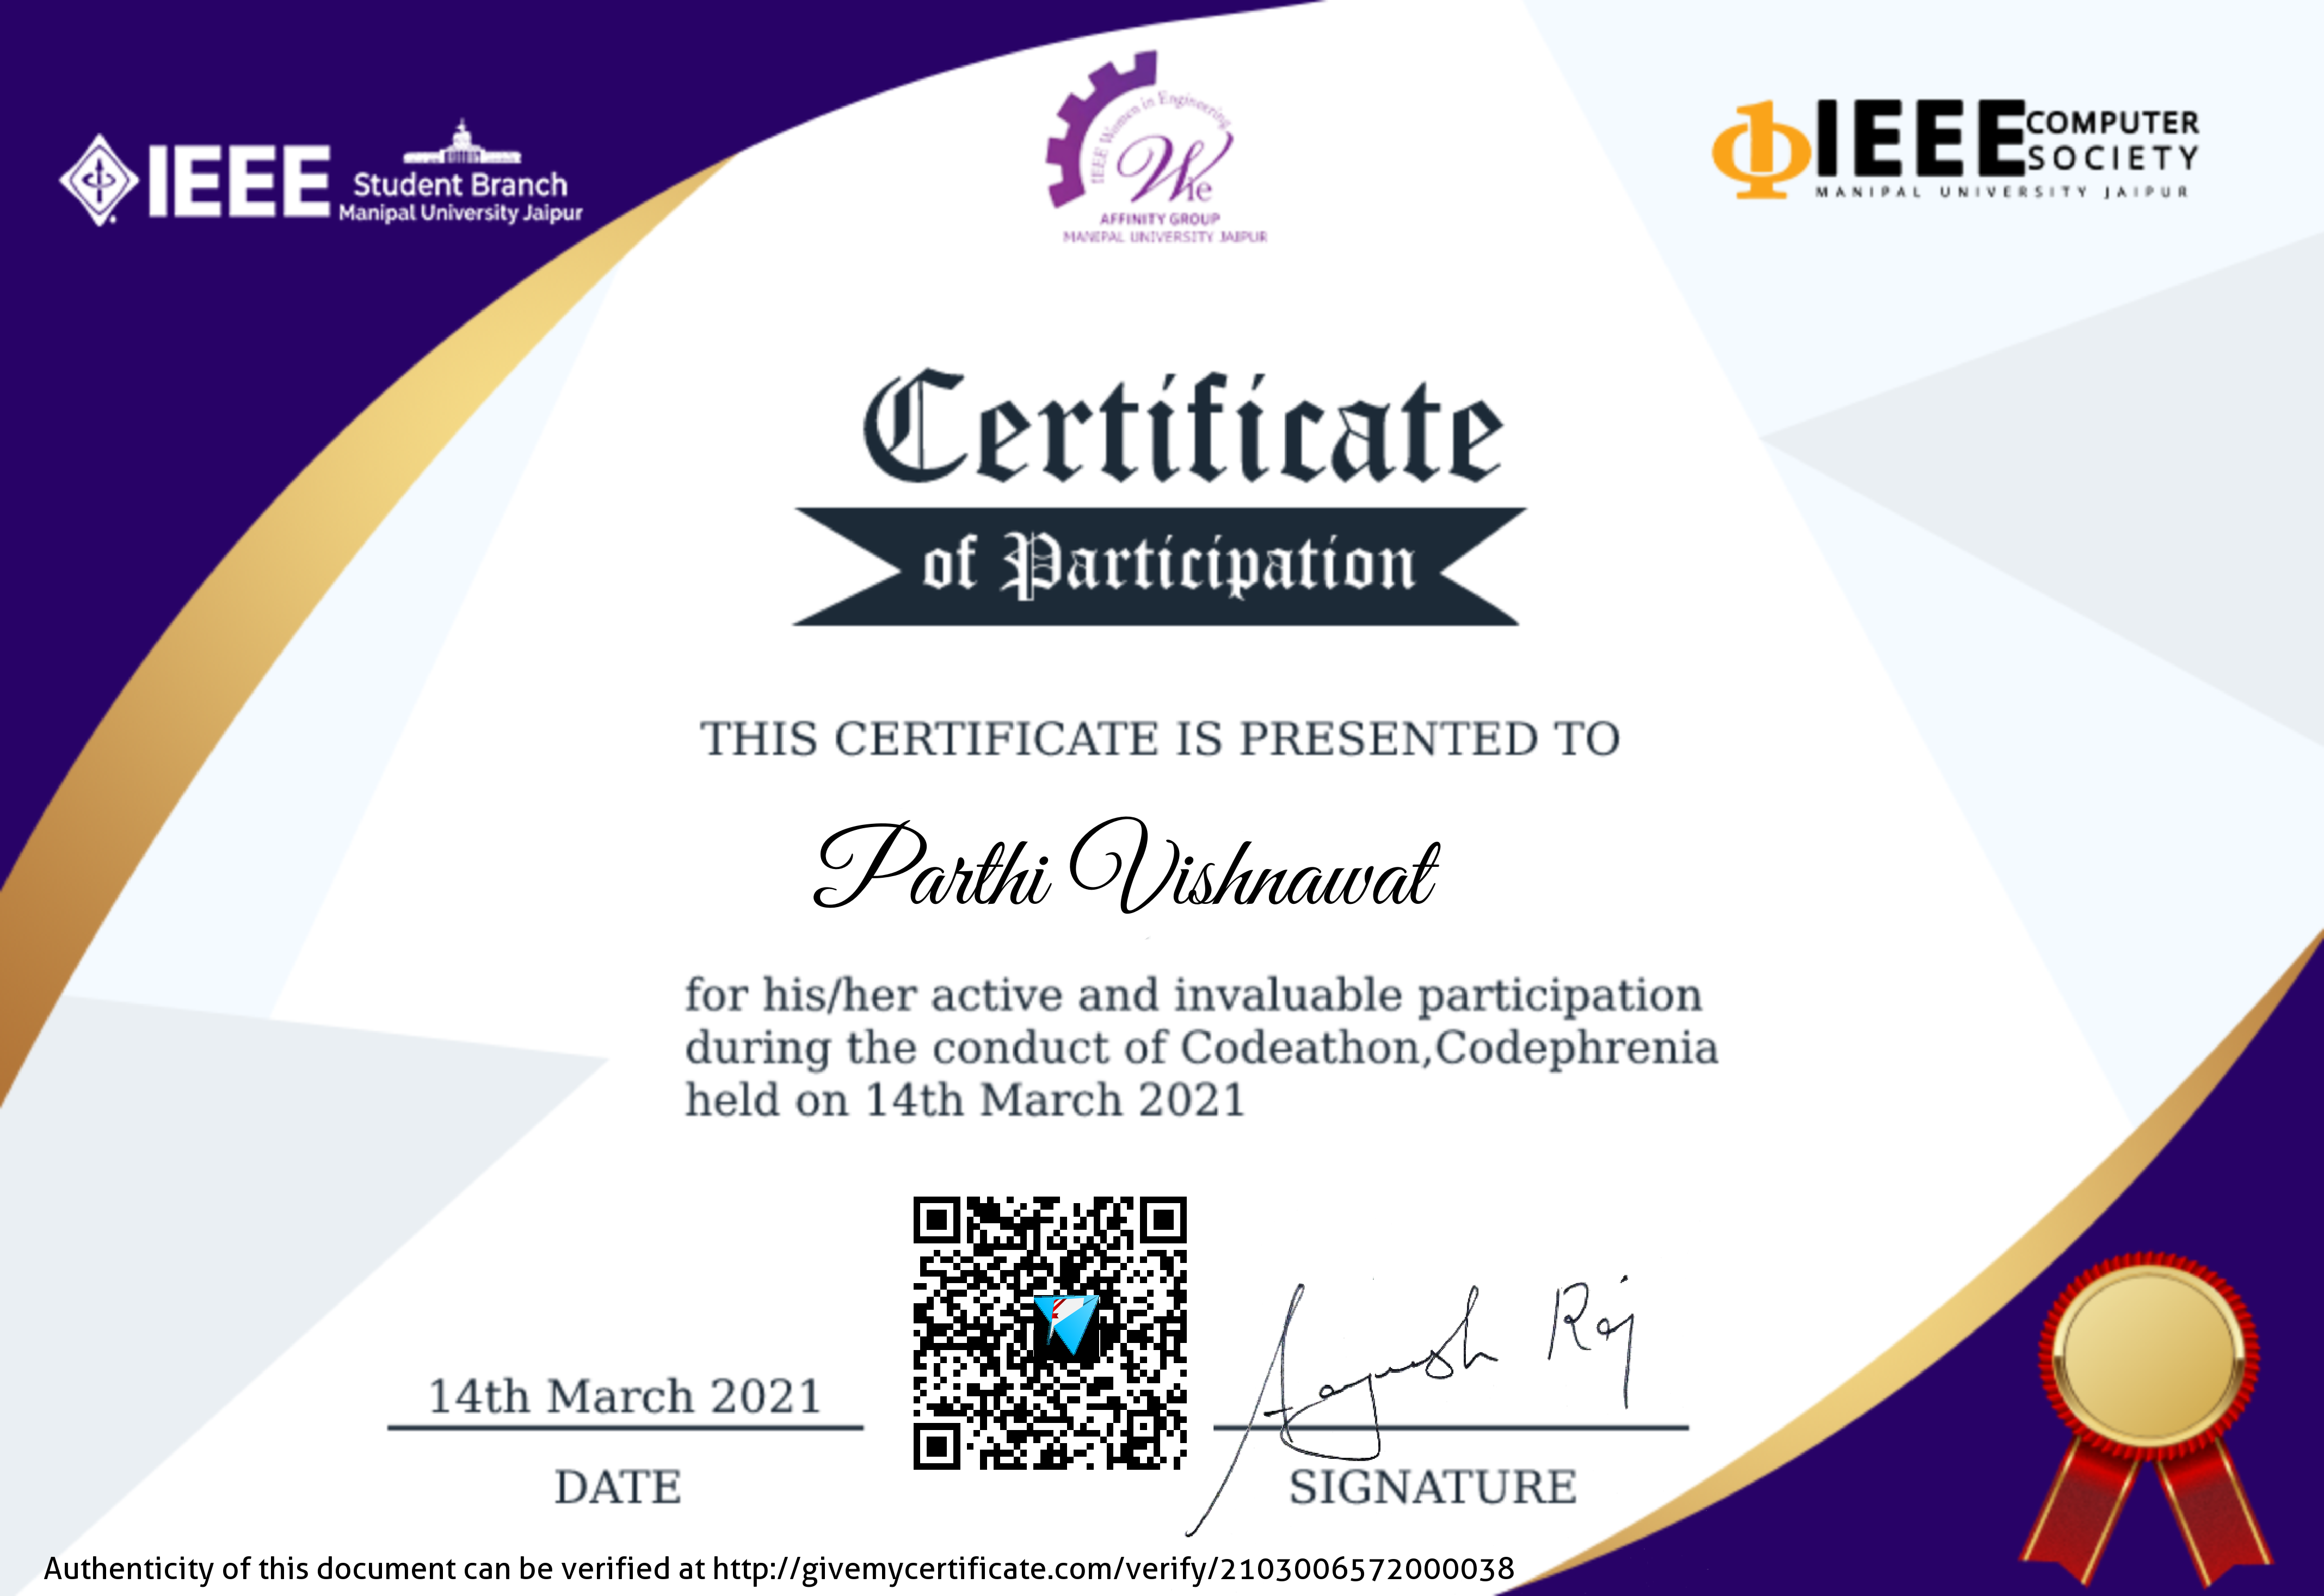 IEEE Student Branch
Manipal University Jaipur
IEEE Women in Engineering
WIe
AFFINITY GROUP
MANIPAL UNIVERSITY JAIPUR
IEEE COMPUTER SOCIETY
MANIPAL UNIVERSITY JAIPUR
Certificate
of Participation
THIS CERTIFICATE IS PRESENTED TO
Parthi Vishnawat
for his/her active and invaluable participation
during the conduct of Codeathon,Codephrenia
held on 14th March 2021
14th March 2021
Aayush Raj
DATE
SIGNATURE
Authenticity of this document can be verified at http://givemycertificate.com/verify/2103006572000038